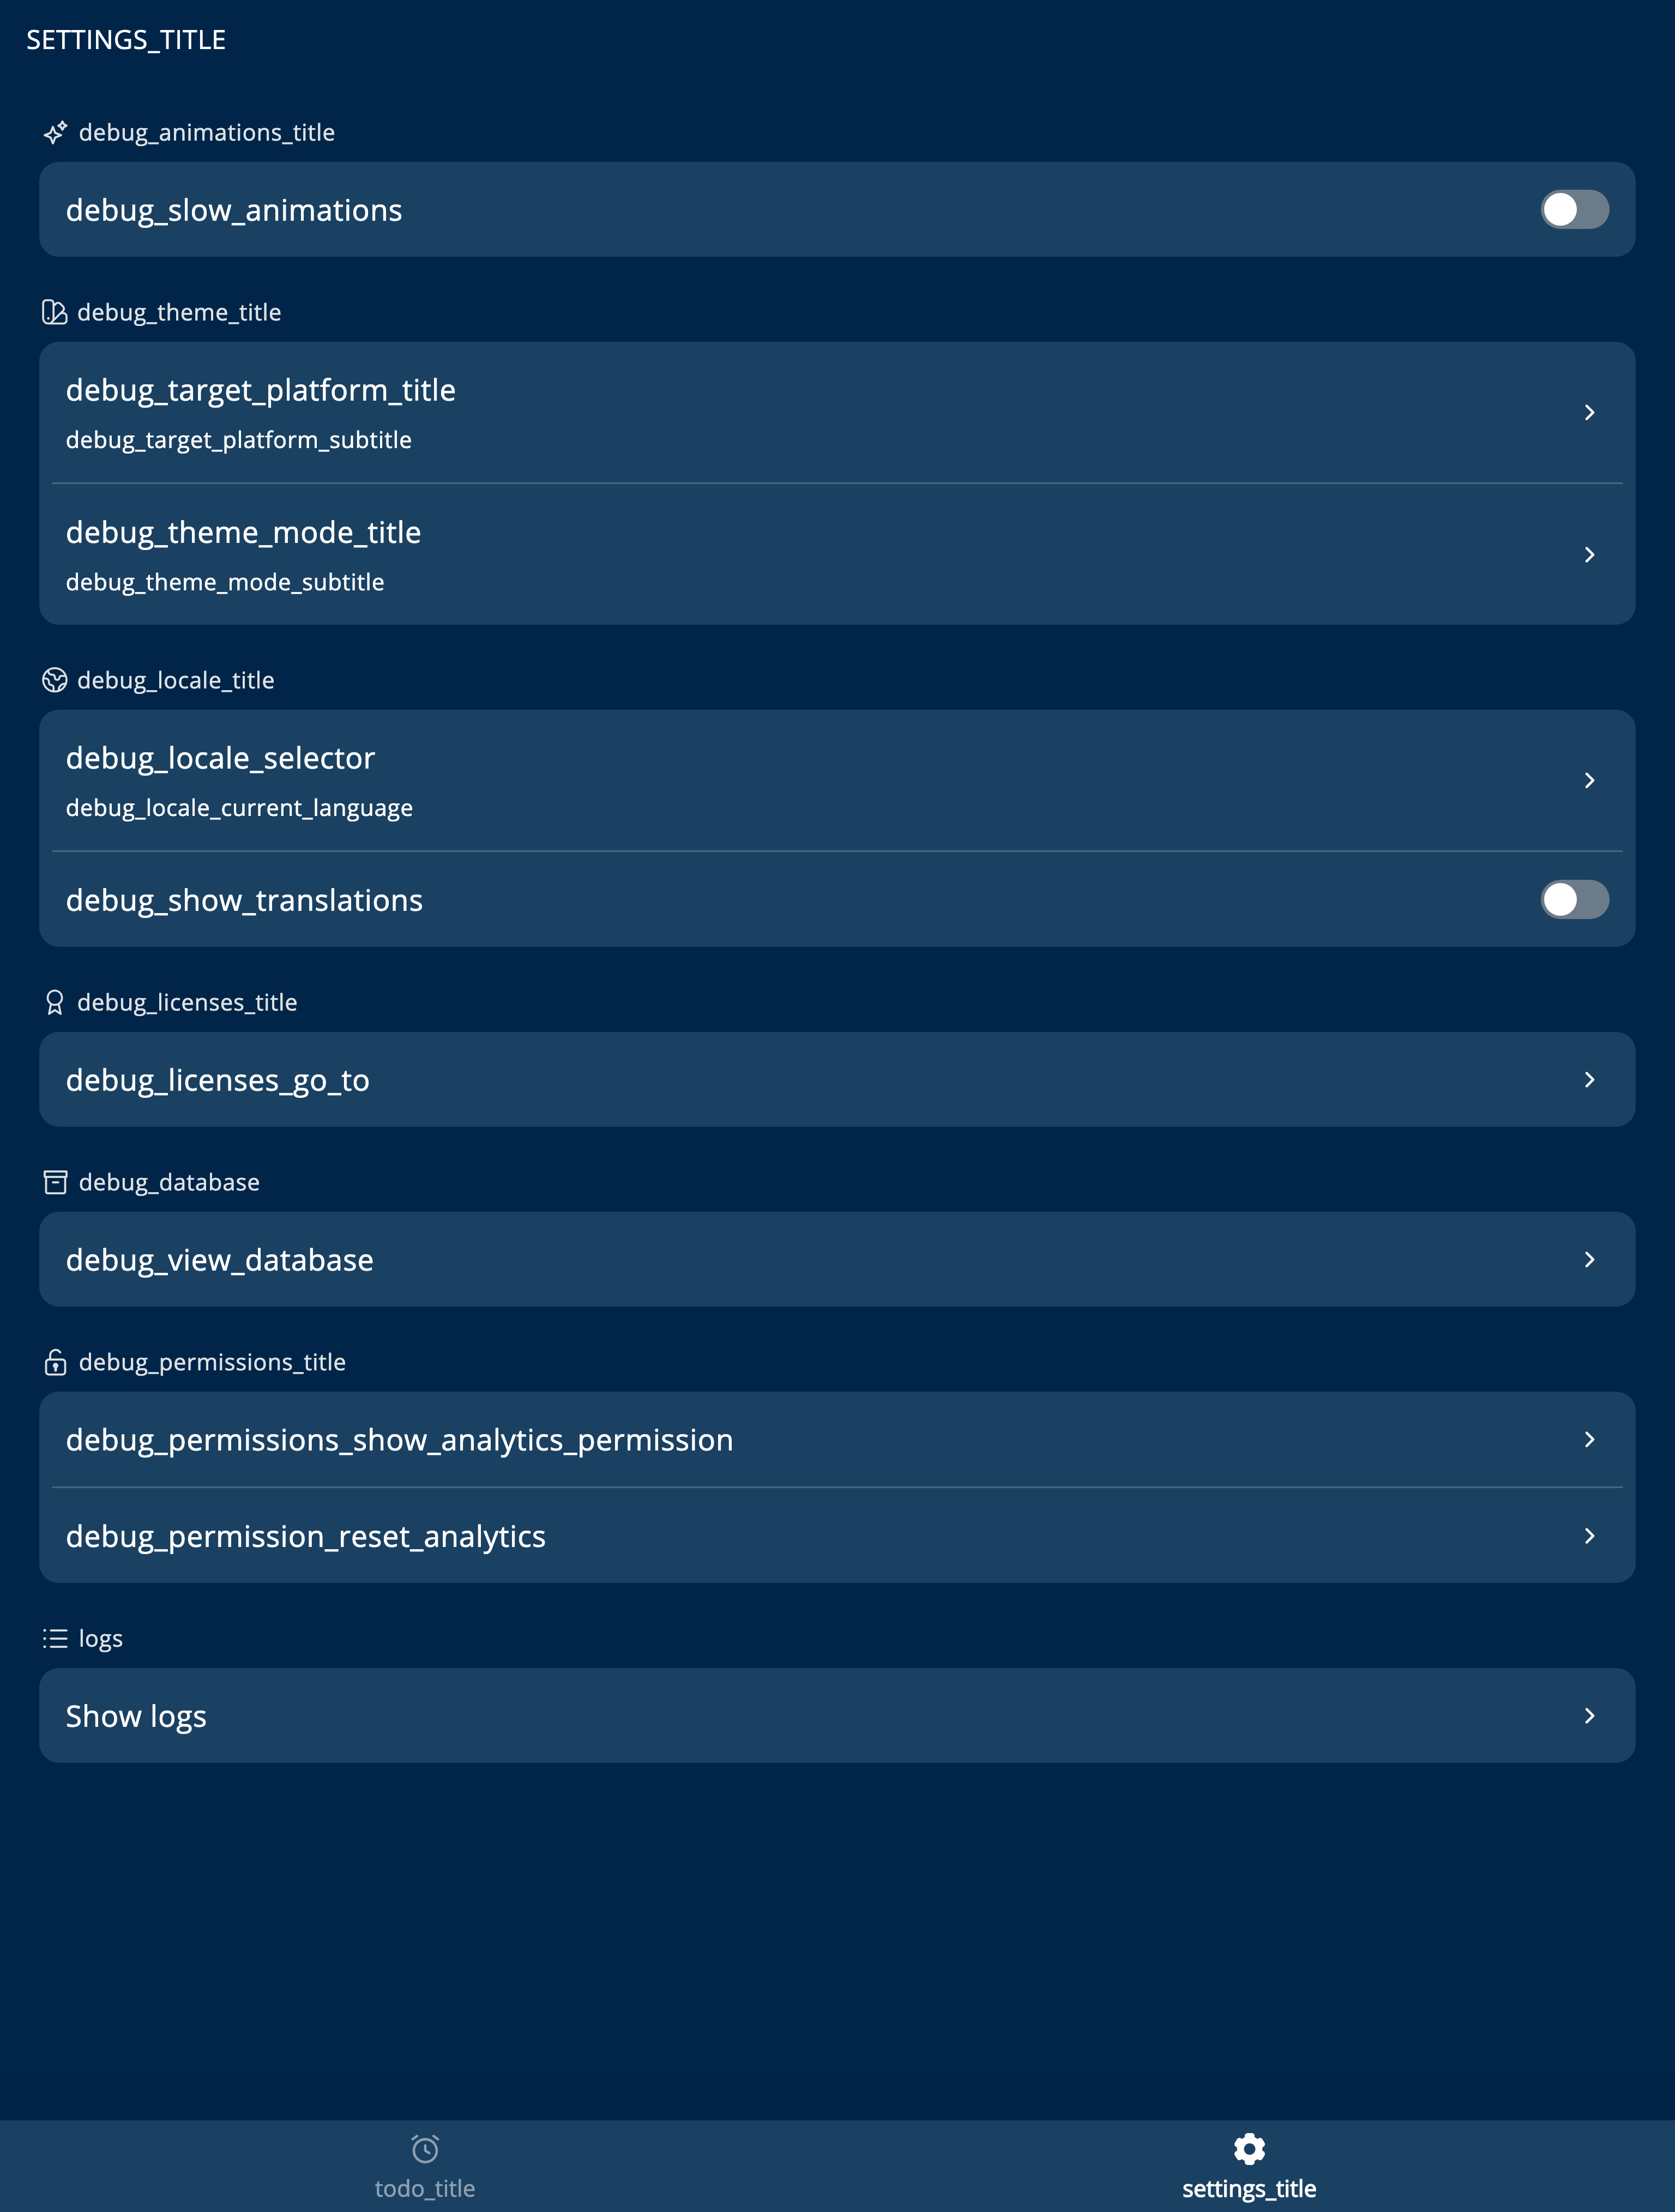 SETTINGS_TITLE
debug_animations_title
debug_slow_animations
debug_theme_title
debug_target_platform_title
debug_target_platform_subtitle
debug_theme_mode_title
debug_theme_mode_subtitle
debug_locale_title
debug_locale_selector
debug_locale_current_language
debug_show_translations
debug_licenses_title
debug_licenses_go_to
debug_database
debug_view_database
debug_permissions_title
debug_permissions_show_analytics_permission
debug_permission_reset_analytics
logs
Show logs
todo_title
settings_title